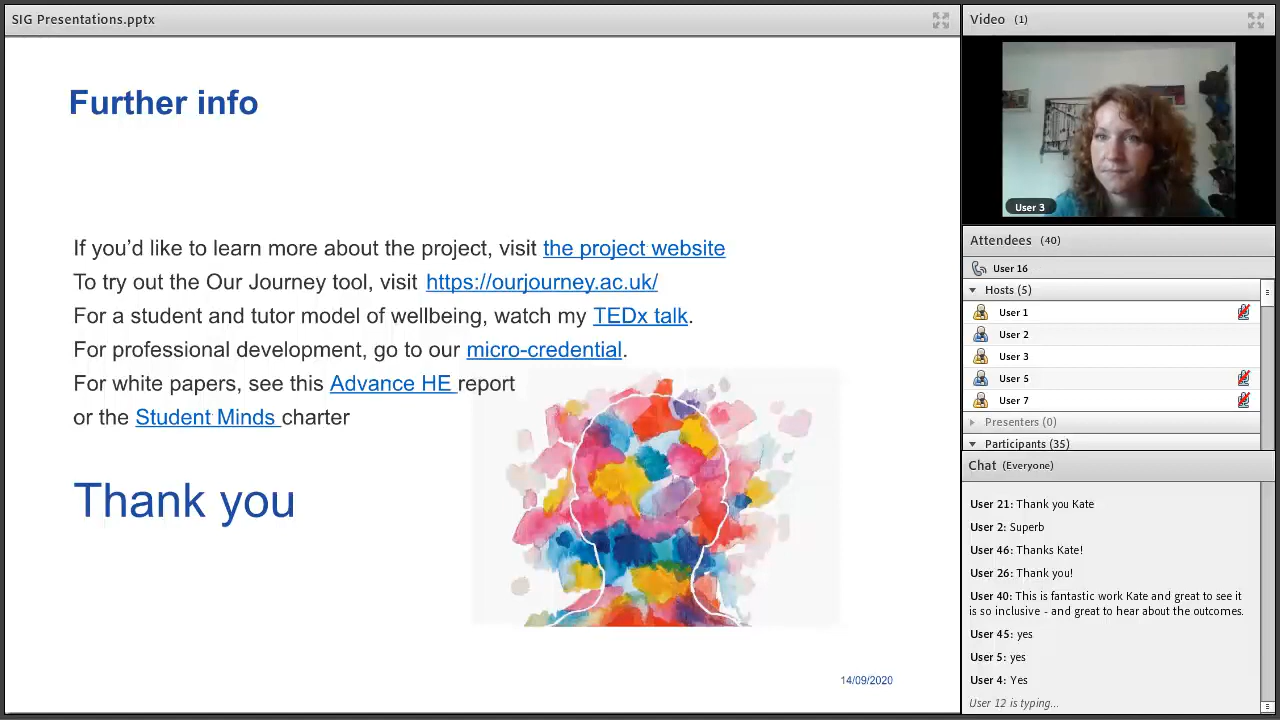 SIG Presentations.pptx
Further info
If you’d like to learn more about the project, visit the project website
To try out the Our Journey tool, visit https://ourjourney.ac.uk/
For a student and tutor model of wellbeing, watch my TEDx talk.
For professional development, go to our micro-credential.
For white papers, see this Advance HE report
or the Student Minds charter
Thank you
14/09/2020
Video (1)
User 3
Attendees (40)
User 16
Hosts (5)
User 1
User 2
User 3
User 5
User 7
Presenters (0)
Participants (35)
Chat (Everyone)
User 21: Thank you Kate
User 2: Superb
User 46: Thanks Kate!
User 26: Thank you!
User 40: This is fantastic work Kate and great to see it
is so inclusive - and great to hear about the outcomes.
User 45: yes
User 5: yes
User 4: Yes
User 12 is typing...